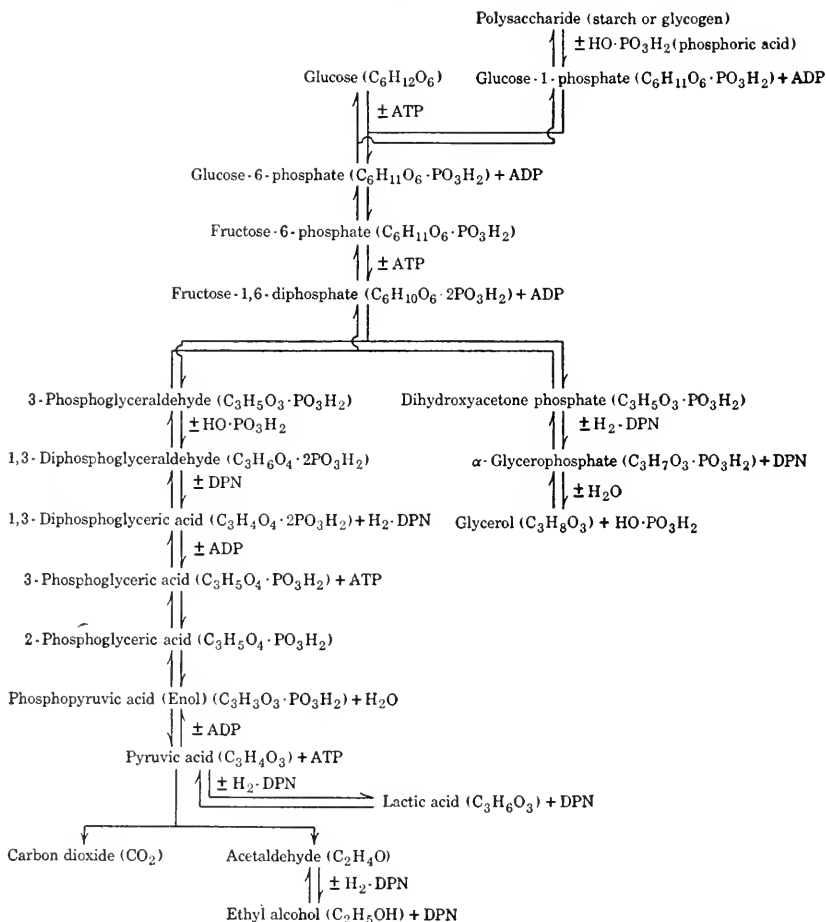 Polysaccharide (starch or glycogen)
± HO·PO₃H₂ (phosphoric acid)
Glucose (C₆H₁₂O₆)
Glucose-1-phosphate (C₆H₁₁O₆·PO₃H₂) + ADP
± ATP
Glucose-6-phosphate (C₆H₁₁O₆·PO₃H₂) + ADP
Fructose-6-phosphate (C₆H₁₁O₆·PO₃H₂)
± ATP
Fructose-1,6-diphosphate (C₆H₁₀O₆·2PO₃H₂) + ADP
3-Phosphoglyceraldehyde (C₃H₅O₃·PO₃H₂)
Dihydroxyacetone phosphate (C₃H₅O₃·PO₃H₂)
± HO·PO₃H₂
± H₂-DPN
1,3-Diphosphoglyceraldehyde (C₃H₆O₄·2PO₃H₂)
α-Glycerophosphate (C₃H₇O₃·PO₃H₂) + DPN
± DPN
± H₂O
1,3-Diphosphoglyceric acid (C₃H₄O₄·2PO₃H₂) + H₂·DPN
Glycerol (C₃H₈O₃) + HO·PO₃H₂
± ADP
3-Phosphoglyceric acid (C₃H₅O₄·PO₃H₂) + ATP
2-Phosphoglyceric acid (C₃H₅O₄·PO₃H₂)
Phosphopyruvic acid (Enol) (C₃H₃O₃·PO₃H₂) + H₂O
± ADP
Pyruvic acid (C₃H₄O₃) + ATP
± H₂·DPN
Lactic acid (C₃H₆O₃) + DPN
Carbon dioxide (CO₂)
Acetaldehyde (C₂H₄O)
± H₂·DPN
Ethyl alcohol (C₂H₅OH) + DPN